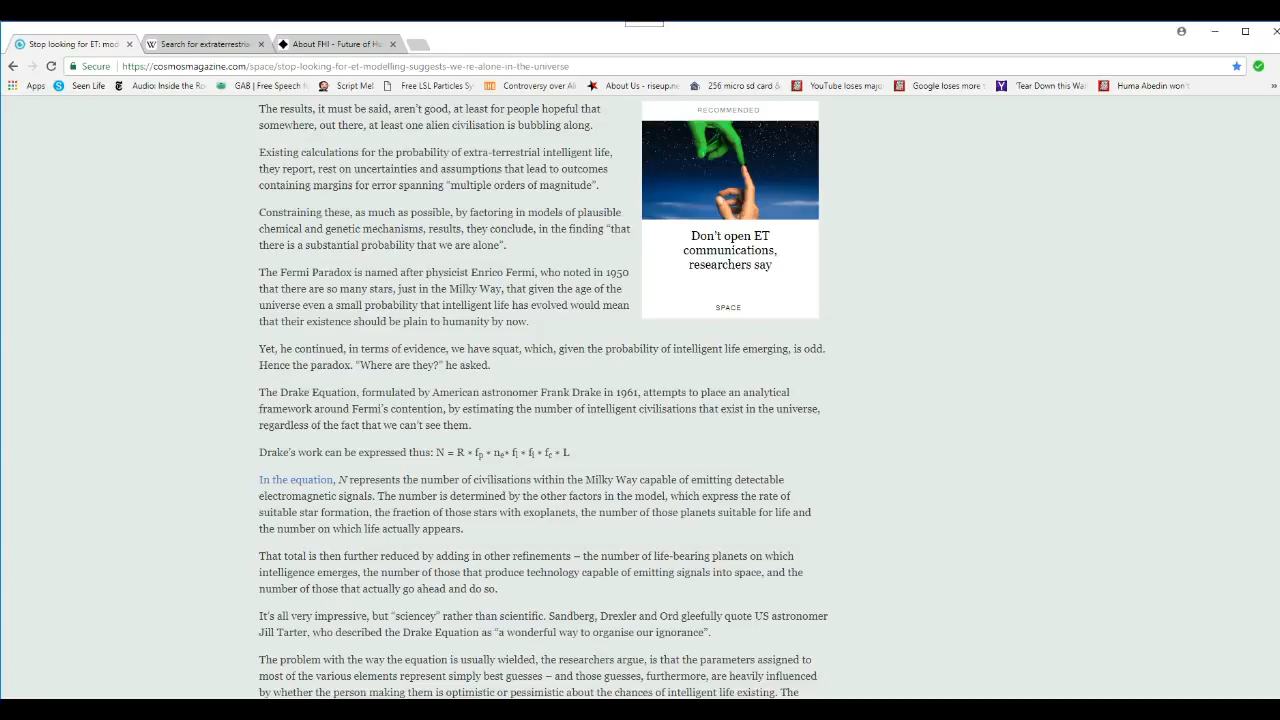 Stop looking for ET: mod
Search for extraterrestria
About FHI - Future of Hu
Secure
https://cosmosmagazine.com/space/stop-looking-for-et-modelling-suggests-we-re-alone-in-the-universe
Apps
Seen Life
Audio: Inside the Ro
GAB | Free Speech
Script Me!
Free LSL Particles Sy
Controversy over Ali
About Us - riseup.ne
256 micro sd card &
YouTube loses majo
Google loses more
'Tear Down this Wal
Huma Abedin won't
»
The results, it must be said, aren't good, at least for people hopeful that
somewhere, out there, at least one alien civilisation is bubbling along.
Existing calculations for the probability of extra-terrestrial intelligent life,
they report, rest on uncertainties and assumptions that lead to outcomes
containing margins for error spanning "multiple orders of magnitude".
Constraining these, as much as possible, by factoring in models of plausible
chemical and genetic mechanisms, results, they conclude, in the finding "that
there is a substantial probability that we are alone".
The Fermi Paradox is named after physicist Enrico Fermi, who noted in 1950
that there are so many stars, just in the Milky Way, that given the age of the
universe even a small probability that intelligent life has evolved would mean
that their existence should be plain to humanity by now.
RECOMMENDED
Don't open ET
communications,
researchers say
SPACE
Yet, he continued, in terms of evidence, we have squat, which, given the probability of intelligent life emerging, is odd.
Hence the paradox. "Where are they?" he asked.
The Drake Equation, formulated by American astronomer Frank Drake in 1961, attempts to place an analytical
framework around Fermi's contention, by estimating the number of intelligent civilisations that exist in the universe,
regardless of the fact that we can't see them.
Drake's work can be expressed thus: N = R * fp * ne* fl * fi * fc * L
In the equation, N represents the number of civilisations within the Milky Way capable of emitting detectable
electromagnetic signals. The number is determined by the other factors in the model, which express the rate of
suitable star formation, the fraction of those stars with exoplanets, the number of those planets suitable for life and
the number on which life actually appears.
That total is then further reduced by adding in other refinements – the number of life-bearing planets on which
intelligence emerges, the number of those that produce technology capable of emitting signals into space, and the
number of those that actually go ahead and do so.
It's all very impressive, but "sciencey" rather than scientific. Sandberg, Drexler and Ord gleefully quote US astronomer
Jill Tarter, who described the Drake Equation as "a wonderful way to organise our ignorance".
The problem with the way the equation is usually wielded, the researchers argue, is that the parameters assigned to
most of the various elements represent simply best guesses – and those guesses, furthermore, are heavily influenced
by whether the person making them is optimistic or pessimistic about the chances of intelligent life existing. The